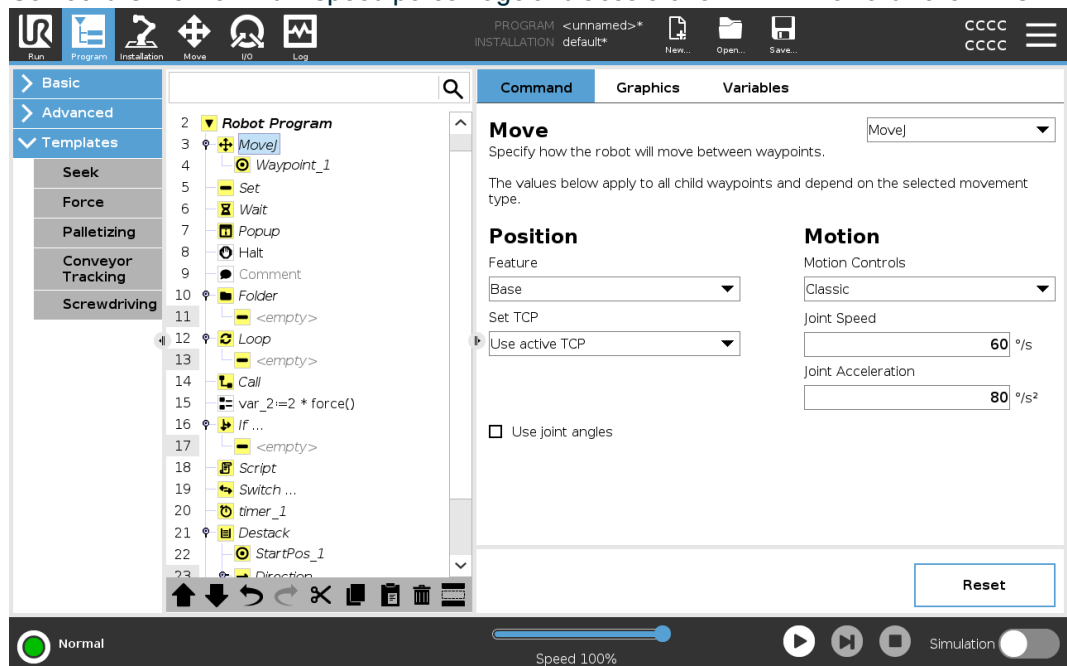 PROGRAM <unnamed>*
INSTALLATION default*
CCCC
CCCC
UR
Run
Program
Installation
Move
I/O
Log
New...
Open...
Save...
Basic
Advanced
Templates
Seek
Force
Palletizing
Conveyor
Tracking
Screwdriving
2 Robot Program
3 MoveJ
4 Waypoint_1
5 Set
6 Wait
7 Popup
8 Halt
9 Comment
10 Folder
11 <empty>
12 Loop
13 <empty>
14 Call
15 var_2:=2 * force()
16 If ...
17 <empty>
18 Script
19 Switch ...
20 timer_1
21 Destack
22 StartPos_1
23 Direction
Command
Graphics
Variables
Move
MoveJ
Specify how the robot will move between waypoints.
The values below apply to all child waypoints and depend on the selected movement
type.
Position
Feature
Base
Set TCP
Use active TCP
Use joint angles
Motion
Motion Controls
Classic
Joint Speed
60 °/s
Joint Acceleration
80 °/s²
Reset
Normal
Speed 100%
Simulation